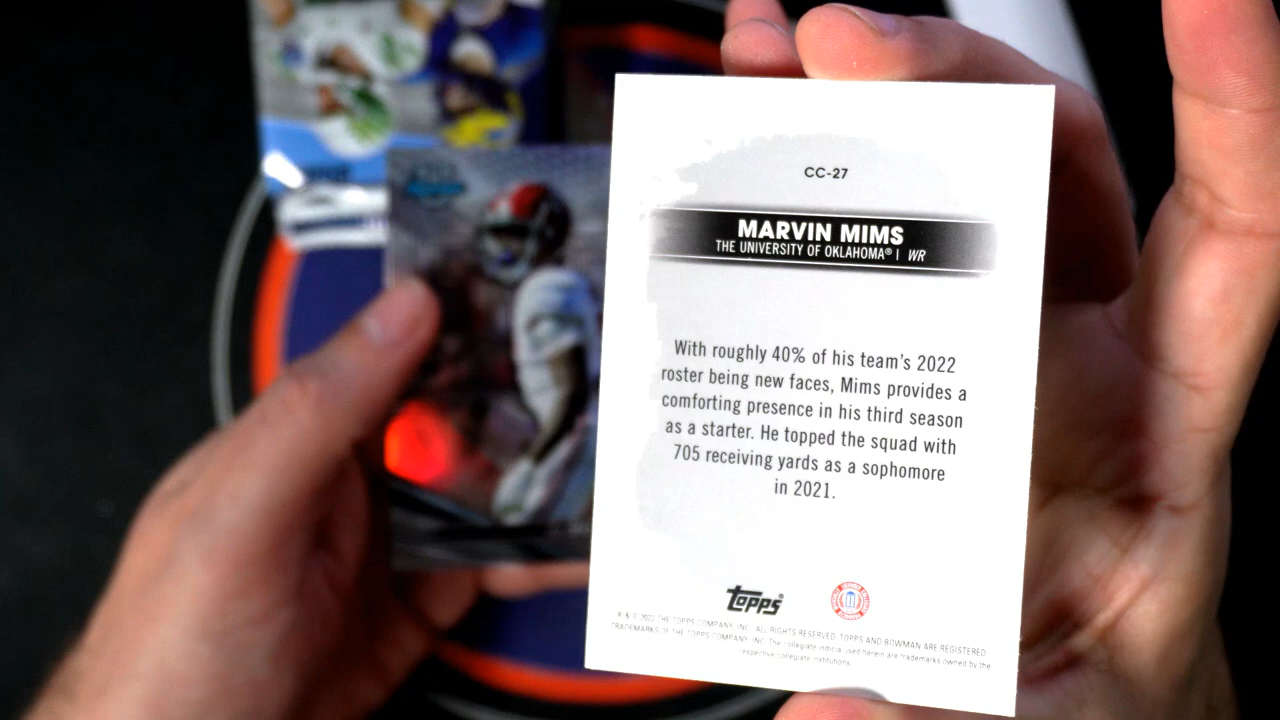 CC-27
MARVIN MIMS
THE UNIVERSITY OF OKLAHOMA® | WR
With roughly 40% of his team's 2022
roster being new faces, Mims provides a
comforting presence in his third season
as a starter. He topped the squad with
705 receiving yards as a sophomore
in 2021.
topps®
® & © 2022 THE TOPPS COMPANY, INC. ALL RIGHTS RESERVED. TOPPS AND BOWMAN ARE REGISTERED
TRADEMARKS OF THE TOPPS COMPANY, INC. The collegiate indicia used herein are trademarks owned by the
respective collegiate institutions.